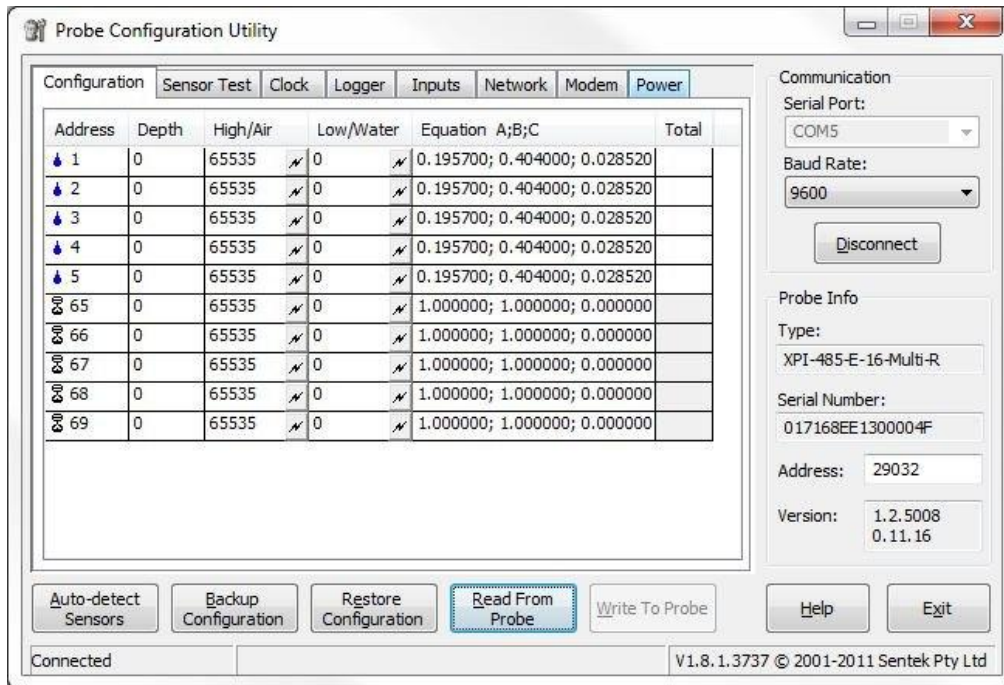 Probe Configuration Utility
Configuration Sensor Test Clock Logger Inputs Network Modem Power
Address Depth High/Air Low/Water Equation A;B;C Total
1 0 65535 0 0.195700; 0.404000; 0.028520
2 0 65535 0 0.195700; 0.404000; 0.028520
3 0 65535 0 0.195700; 0.404000; 0.028520
4 0 65535 0 0.195700; 0.404000; 0.028520
5 0 65535 0 0.195700; 0.404000; 0.028520
65 0 65535 0 1.000000; 1.000000; 0.000000
66 0 65535 0 1.000000; 1.000000; 0.000000
67 0 65535 0 1.000000; 1.000000; 0.000000
68 0 65535 0 1.000000; 1.000000; 0.000000
69 0 65535 0 1.000000; 1.000000; 0.000000
Communication
Serial Port:
COM5
Baud Rate:
9600
Disconnect
Probe Info
Type:
XPI-485-E-16-Multi-R
Serial Number:
017168EE1300004F
Address: 29032
Version: 1.2.5008
0.11.16
Auto-detect
Sensors
Backup
Configuration
Restore
Configuration
Read From
Probe
Write To Probe
Help
Exit
Connected
V1.8.1.3737 © 2001-2011 Sentek Pty Ltd